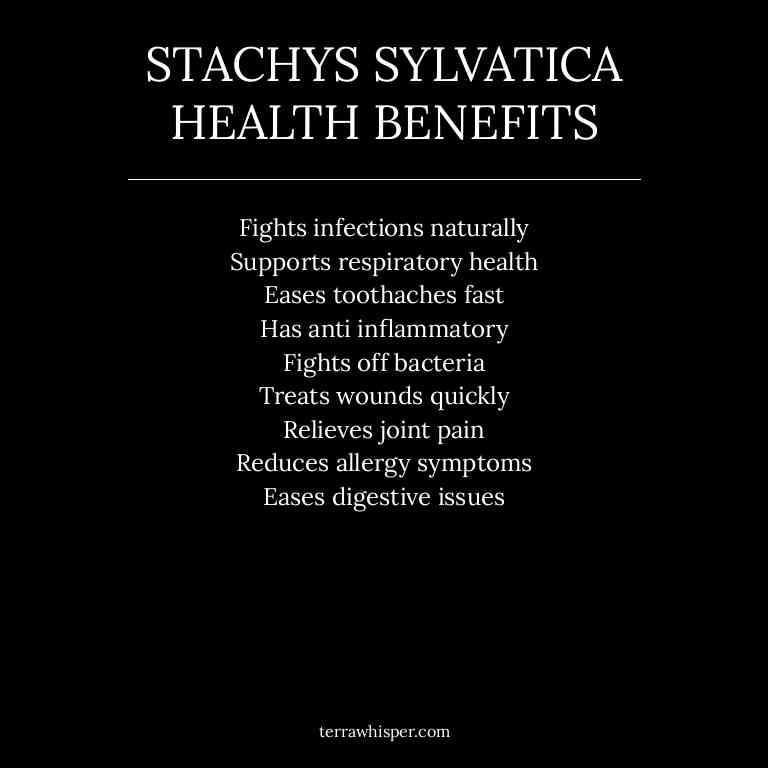 STACHYS SYLVATICA
HEALTH BENEFITS
Fights infections naturally
Supports respiratory health
Eases toothaches fast
Has anti inflammatory
Fights off bacteria
Treats wounds quickly
Relieves joint pain
Reduces allergy symptoms
Eases digestive issues
terrawhisper.com